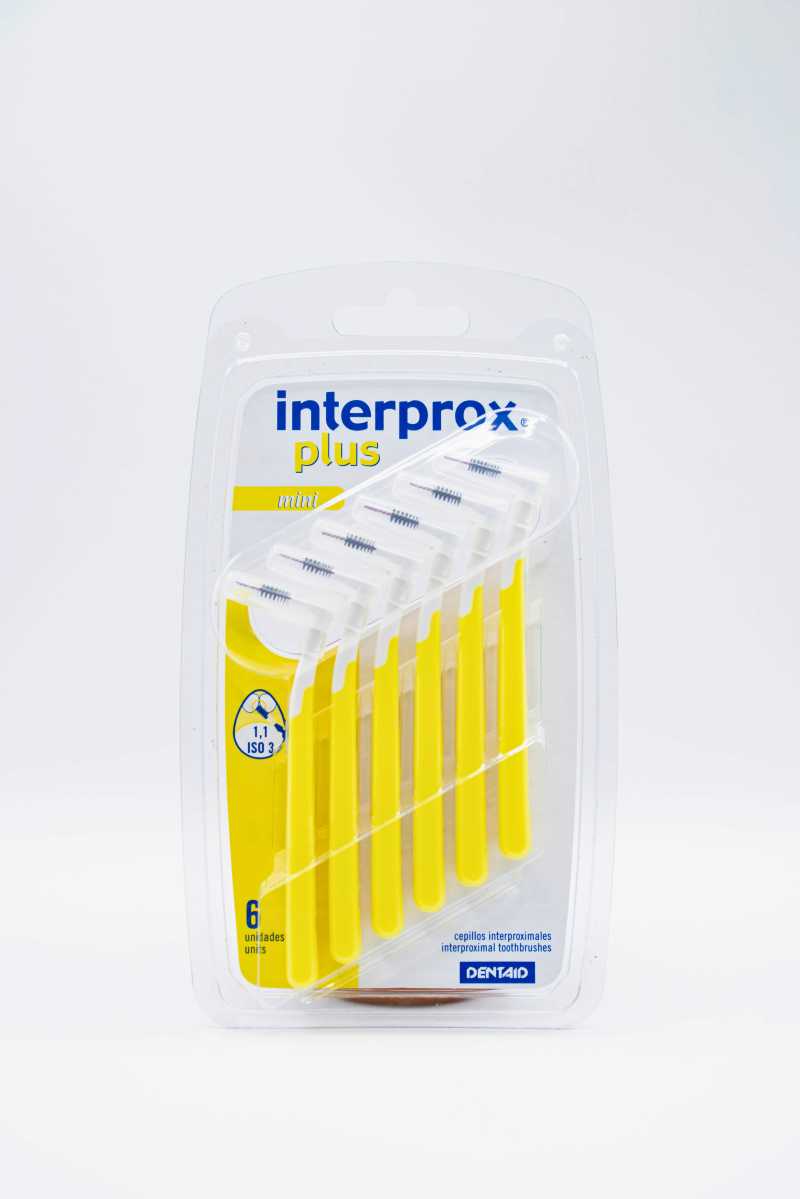 interprox®
plus
mini
1,1
ISO 3
6
unidades
units
cepillos interproximales
interproximal toothbrushes
DENTAID